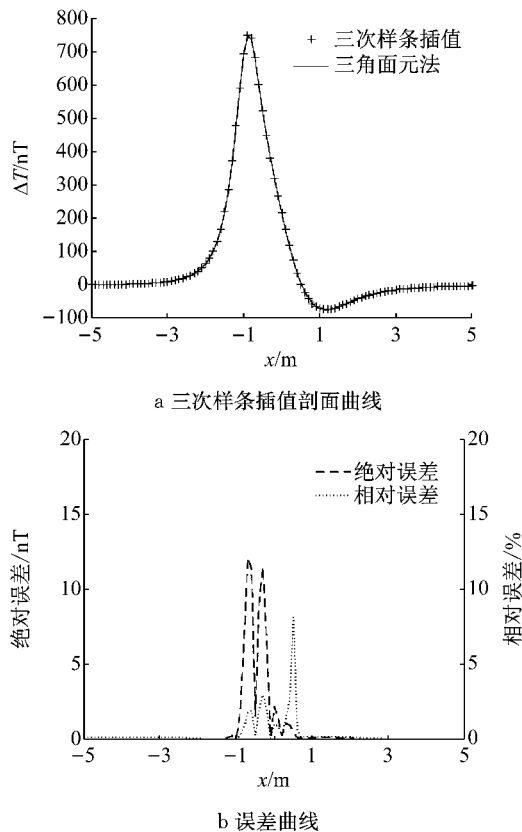 800
700
600
500
400
300
200
100
0
-100
ΔT/nT
+ 三次样条插值
— 三角面元法
-5 -3 -1 1 3 5
x/m
a 三次样条插值剖面曲线
20 20
15 15
10 10
5 5
0 0
绝对误差/nT
相对误差/%
绝对误差
相对误差
-5 -3 -1 1 3 5
x/m
b 误差曲线